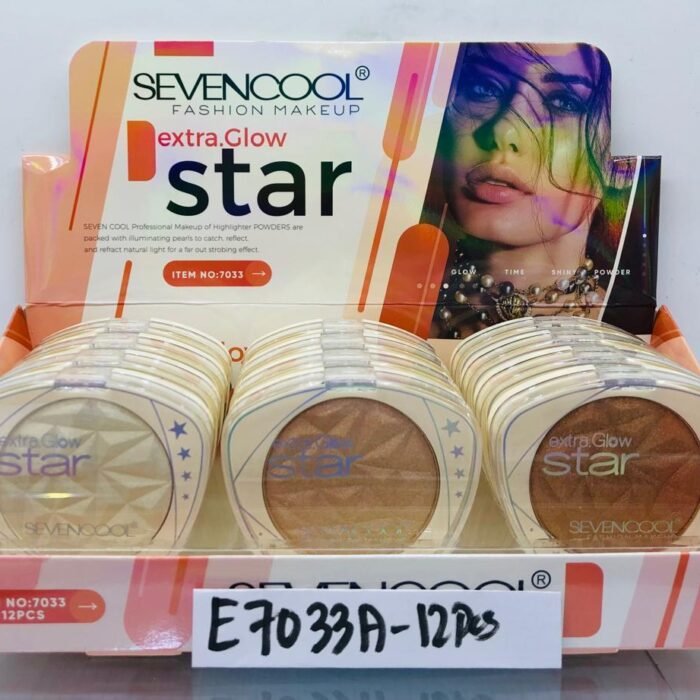 SEVENCOOL®
FASHION MAKEUP
extra.Glow
star
SEVEN COOL Professional Makeup of Highlighter POWDERS are
packed with illuminating pearls to catch, reflect,
and refract natural light for a far out strobing effect.
ITEM NO:7033
GLOW TIME SHINY POWDER
extra.Glow
star
SEVENCOOL
extra.Glow
star
extra.Glow
star
SEVENCOOL
FASHION MAKEUP
NO:7033
12PCS
SEVENCOOL®
E7033A-12Pcs